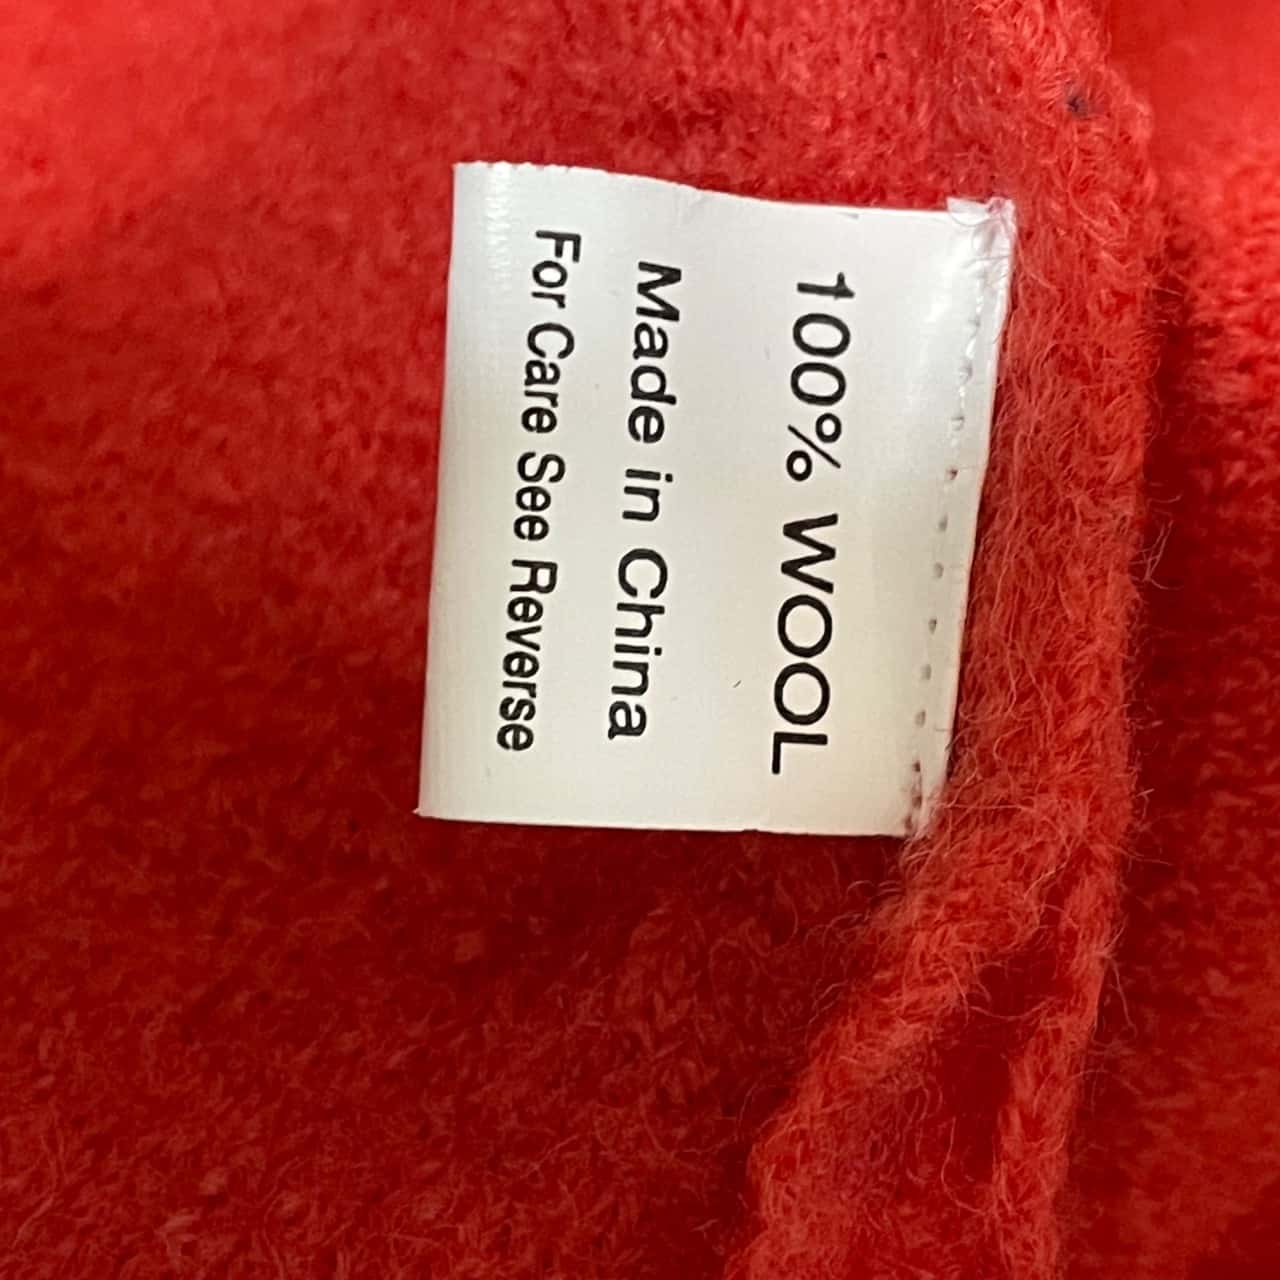 100% WOOL
Made in China
For Care See Reverse